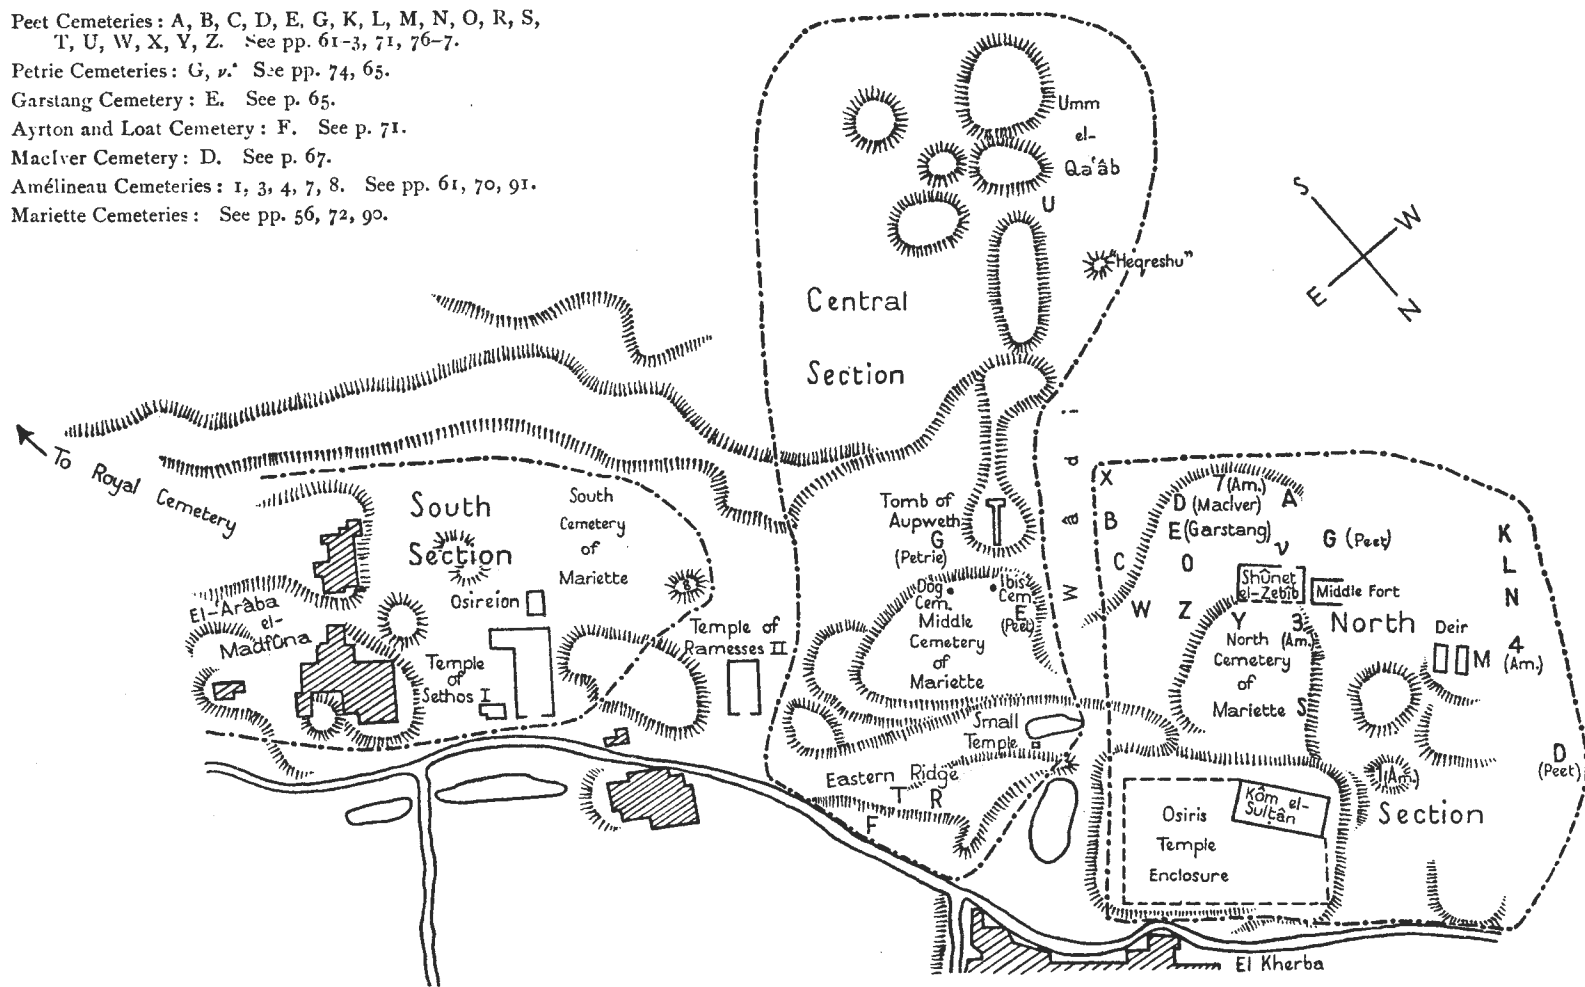 Peet Cemeteries: A, B, C, D, E, G, K, L, M, N, O, R, S,
T, U, W, X, Y, Z. See pp. 61-3, 71, 76-7.
Petrie Cemeteries: G, ν. See pp. 74, 65.
Garstang Cemetery: E. See p. 65.
Ayrton and Loat Cemetery: F. See p. 71.
MacIver Cemetery: D. See p. 67.
Amélineau Cemeteries: 1, 3, 4, 7, 8. See pp. 61, 70, 91.
Mariette Cemeteries: See pp. 56, 72, 90.
Umm
el-
Qa'âb
U
"Heqreshu"
S
W
E
N
Central
Section
To Royal Cemetery
South
Section
South
Cemetery
of
Mariette
8
Osireion
El-'Arâba
el-
Madfûna
Temple
of
Sethos I
Temple of
Ramesses II
Tomb of
Aupweth
G
(Petrie)
Dog
Cem.
Ibis
Cem.
E
(Peet)
Middle
Cemetery
of
Mariette
Small
Temple
Eastern Ridge
T R
F
Wâdi
X
B
C
W
7 (Am.)
D (MacIver)
A
E (Garstang)
ν
G (Peet)
O
Z
Shûnet
el-Zebîb
Middle Fort
Y
3
(Am.)
North
Cemetery
of
Mariette
S
North
Section
Deir
M
K
L
N
4
(Am.)
D
(Peet)
1 (Am.)
Kôm el-
Sulṭân
Osiris
Temple
Enclosure
El Kherba